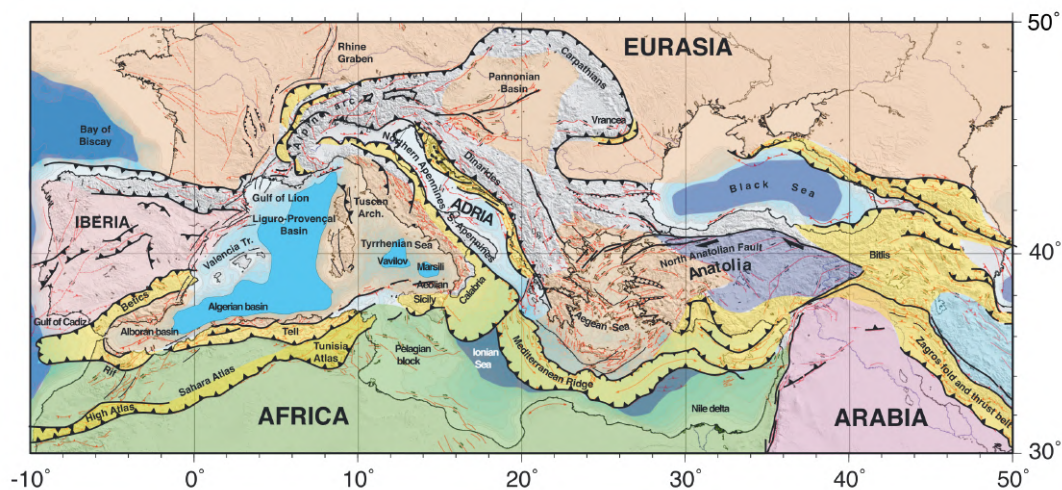 50°
EURASIA
Rhine
Graben
Carpathians
Pannonian
Basin
Alpine arc
Vrancea
Bay of
Biscay
Northern Apennines
Dinarides
Black Sea
Gulf of Lion
Tuscan
Arch.
ADRIA
S. Apennines
IBERIA
Liguro-Provençal
Basin
Valencia Tr.
Tyrrhenian Sea
Vavilov
Marsili
North Anatolian Fault
Anatolia
Bitlis
40°
Betics
Aeolian
Calabria
Sicily
Algerian basin
Aegean Sea
Gulf of Cadiz
Alboran basin
Tell
Tunisia
Atlas
Pelagian
block
Ionian
Sea
Mediterranean Ridge
Rif
Sahara Atlas
High Atlas
Zagros fold and thrust belt
Nile delta
AFRICA
ARABIA
30°
-10°
0°
10°
20°
30°
40°
50°